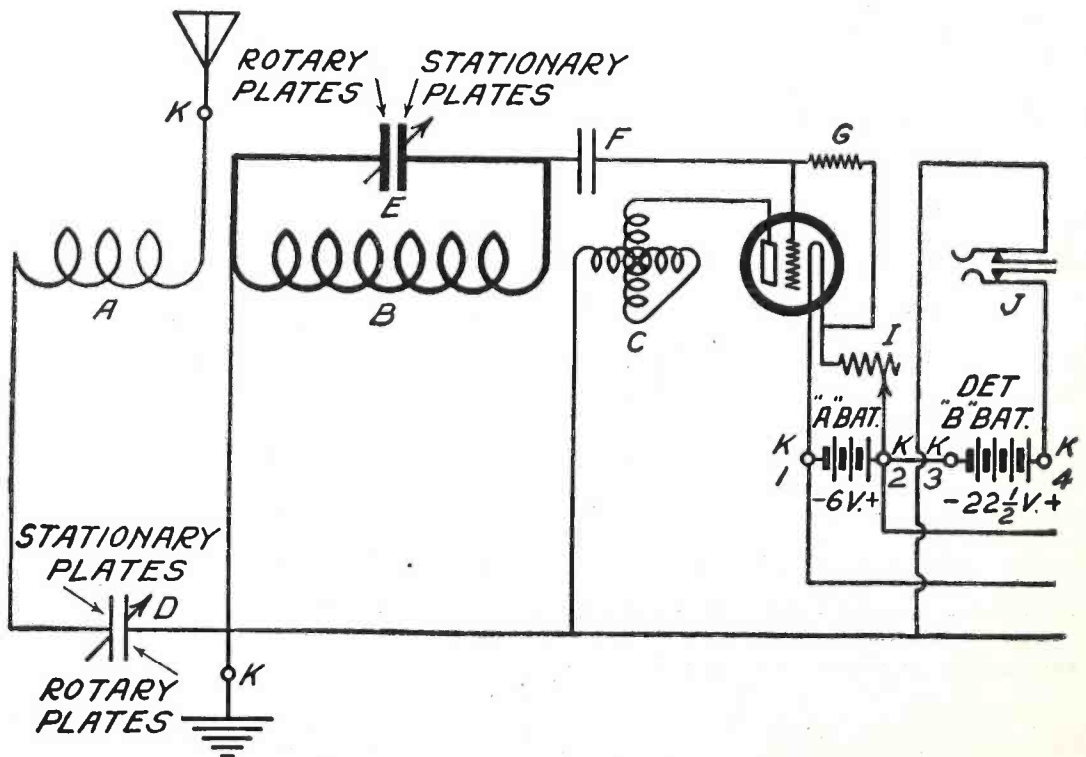 K
ROTARY
PLATES
STATIONARY
PLATES
E
F
G
A
B
C
I
J
"A" BAT.
DET
"B" BAT.
K
1
K
2
K
3
K
4
-6V.+
-22½V.+
STATIONARY
PLATES
D
ROTARY
PLATES
K